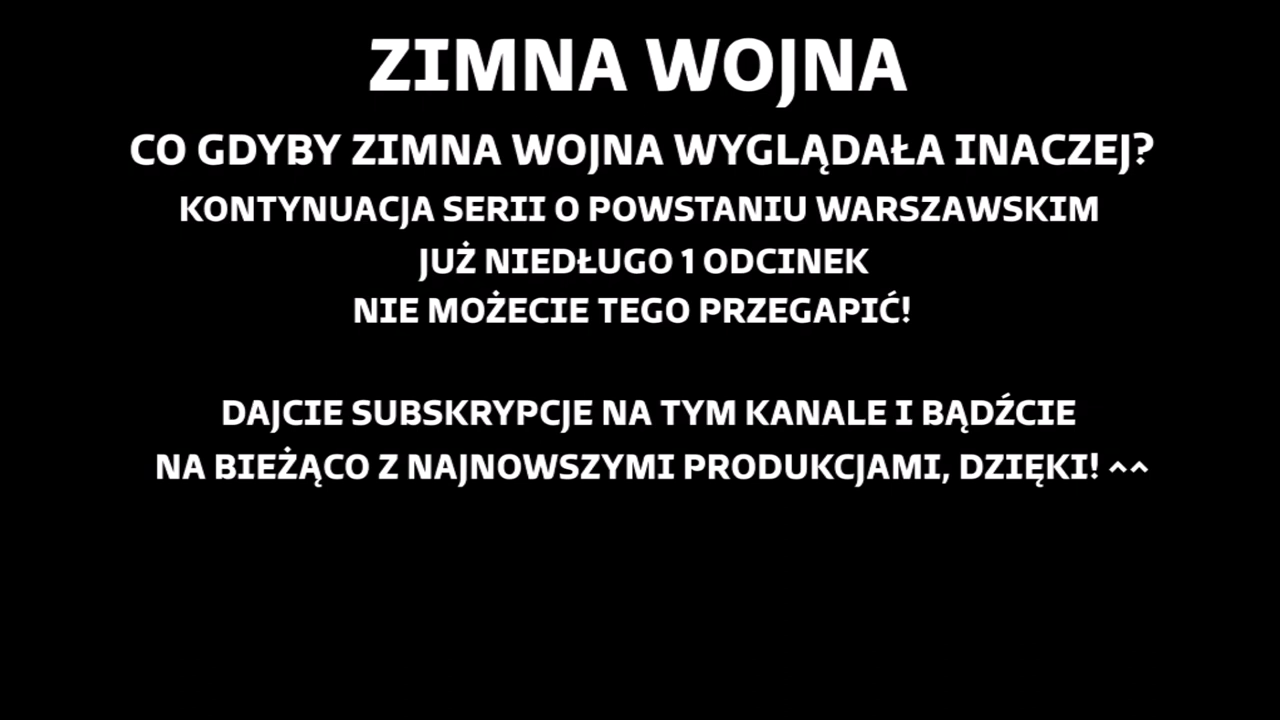 ZIMNA WOJNA
CO GDYBY ZIMNA WOJNA WYGLĄDAŁA INACZEJ?
KONTYNUACJA SERII O POWSTANIU WARSZAWSKIM
JUŻ NIEDŁUGO 1 ODCINEK
NIE MOŻECIE TEGO PRZEGAPIĆ!
DAJCIE SUBSKRYPCJE NA TYM KANALE I BĄDŹCIE
NA BIEŻĄCO Z NAJNOWSZYMI PRODUKCJAMI, DZIĘKI! ^^